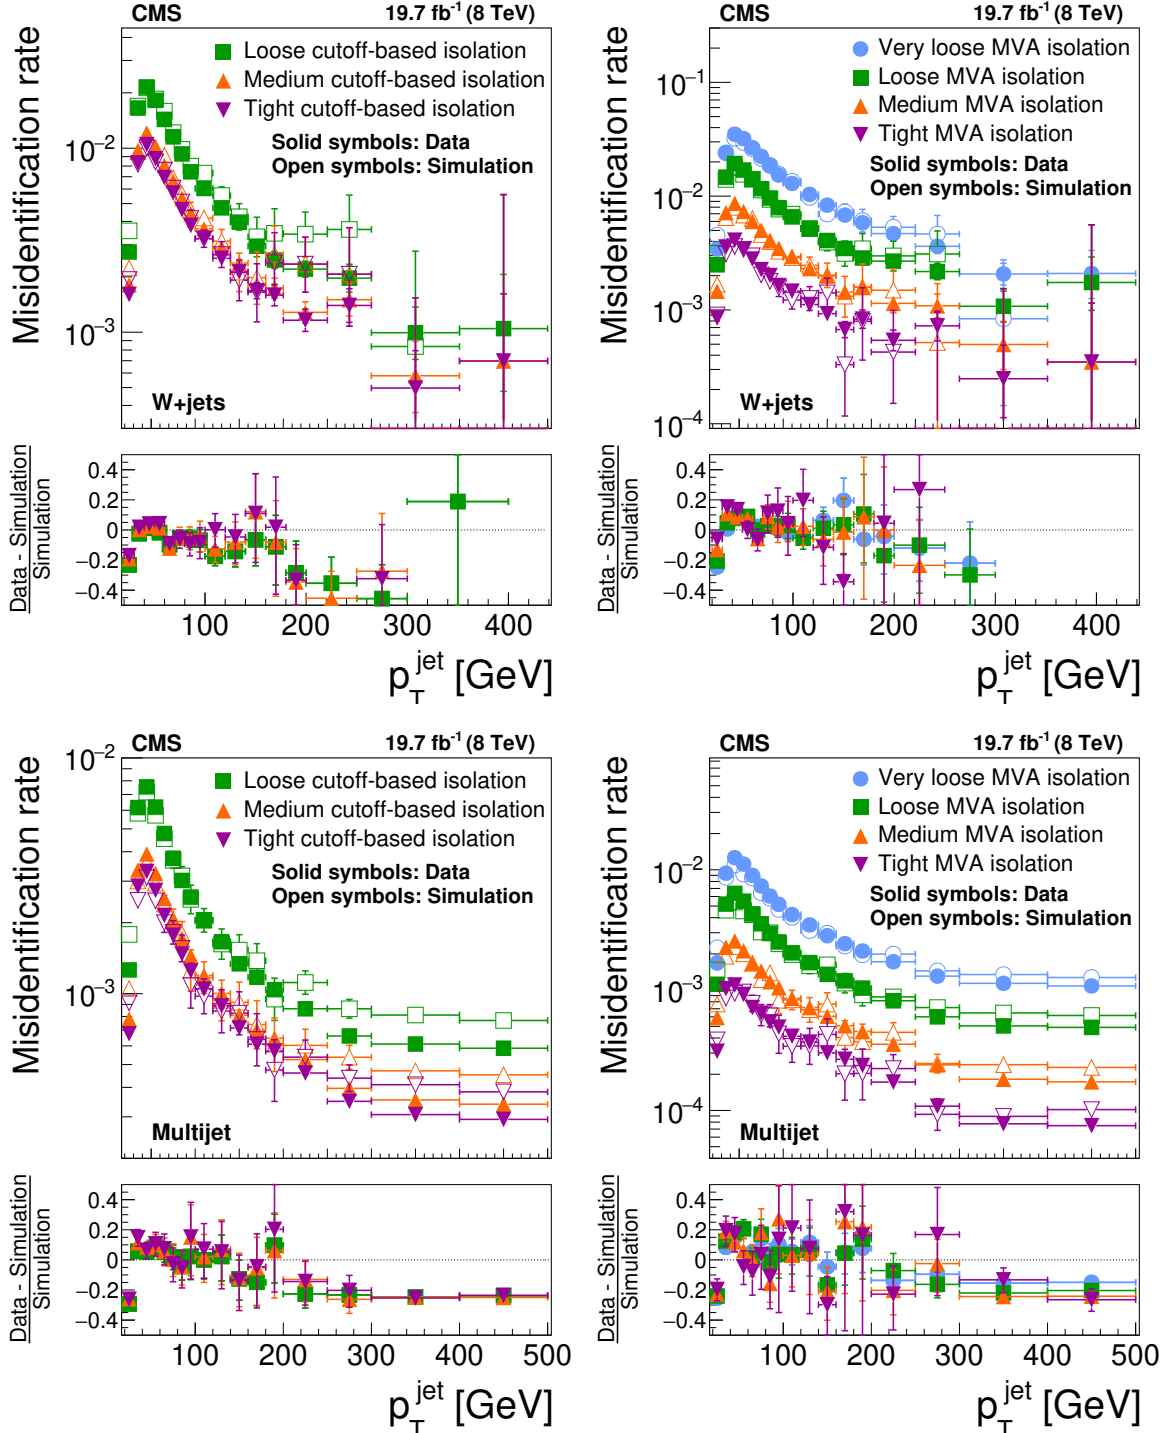 CMS 19.7 fb⁻¹ (8 TeV)
Misidentification rate
Loose cutoff-based isolation
Medium cutoff-based isolation
Tight cutoff-based isolation
Solid symbols: Data
Open symbols: Simulation
10⁻²
10⁻³
W+jets
Data - Simulation
Simulation
0.4
0.2
0
−0.2
−0.4
100 200 300 400
p_T^jet [GeV]
CMS 19.7 fb⁻¹ (8 TeV)
Misidentification rate
Very loose MVA isolation
Loose MVA isolation
Medium MVA isolation
Tight MVA isolation
Solid symbols: Data
Open symbols: Simulation
10⁻¹
10⁻²
10⁻³
10⁻⁴
W+jets
Data - Simulation
Simulation
0.4
0.2
0
−0.2
−0.4
100 200 300 400
p_T^jet [GeV]
CMS 19.7 fb⁻¹ (8 TeV)
Misidentification rate
10⁻²
Loose cutoff-based isolation
Medium cutoff-based isolation
Tight cutoff-based isolation
Solid symbols: Data
Open symbols: Simulation
10⁻³
Multijet
Data - Simulation
Simulation
0.4
0.2
0
−0.2
−0.4
100 200 300 400 500
p_T^jet [GeV]
CMS 19.7 fb⁻¹ (8 TeV)
Misidentification rate
Very loose MVA isolation
Loose MVA isolation
Medium MVA isolation
Tight MVA isolation
Solid symbols: Data
Open symbols: Simulation
10⁻²
10⁻³
10⁻⁴
Multijet
Data - Simulation
Simulation
0.4
0.2
0
−0.2
−0.4
100 200 300 400 500
p_T^jet [GeV]